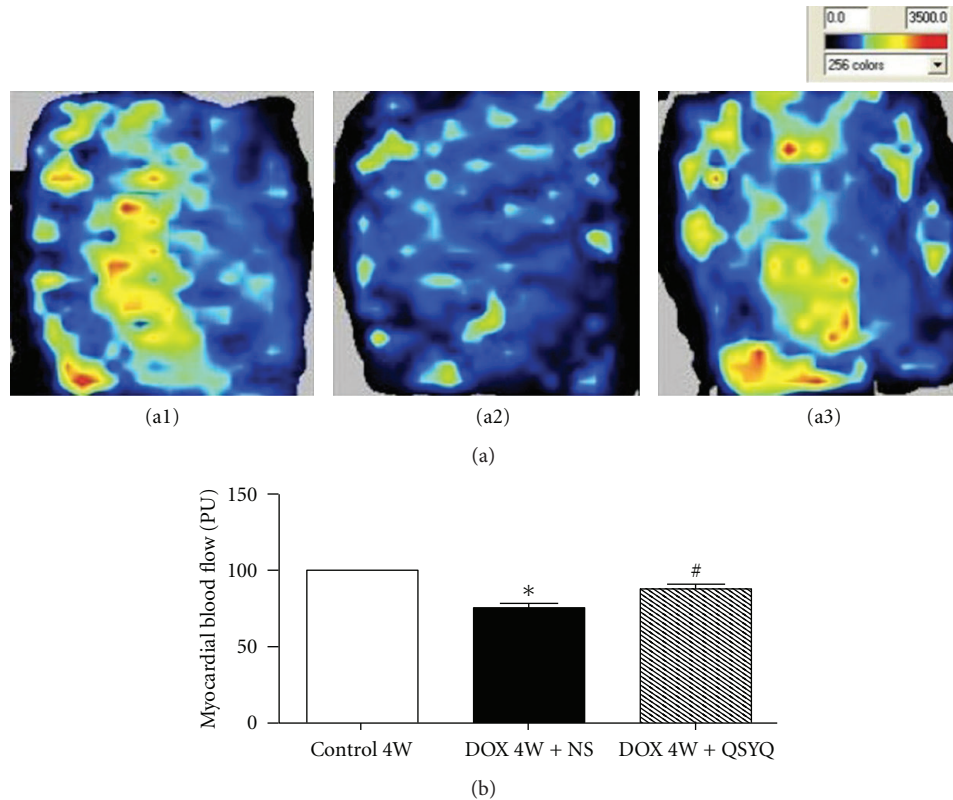 0.0 3500.0
256 colors
(a1) (a2) (a3)
(a)
Myocardial blood flow (PU)
150
100
50
0
*
#
Control 4W DOX 4W + NS DOX 4W + QSYQ
(b)